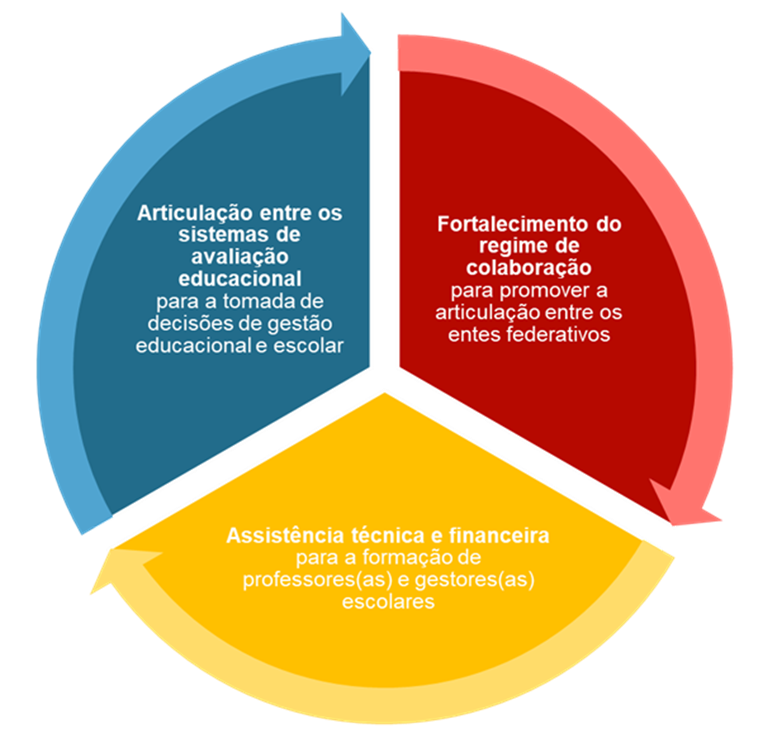 Articulação entre os
sistemas de
avaliação
educacional
para a tomada de
decisões de gestão
educacional e escolar
Fortalecimento do
regime de
colaboração
para promover a
articulação entre os
entes federativos
Assistência técnica e financeira
para a formação de
professores(as) e gestores(as)
escolares